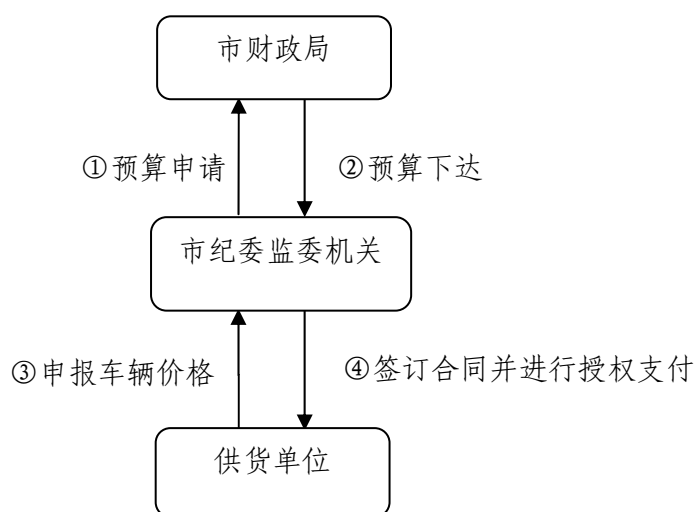 市财政局
①预算申请
②预算下达
市纪委监委机关
③申报车辆价格
④签订合同并进行授权支付
供货单位